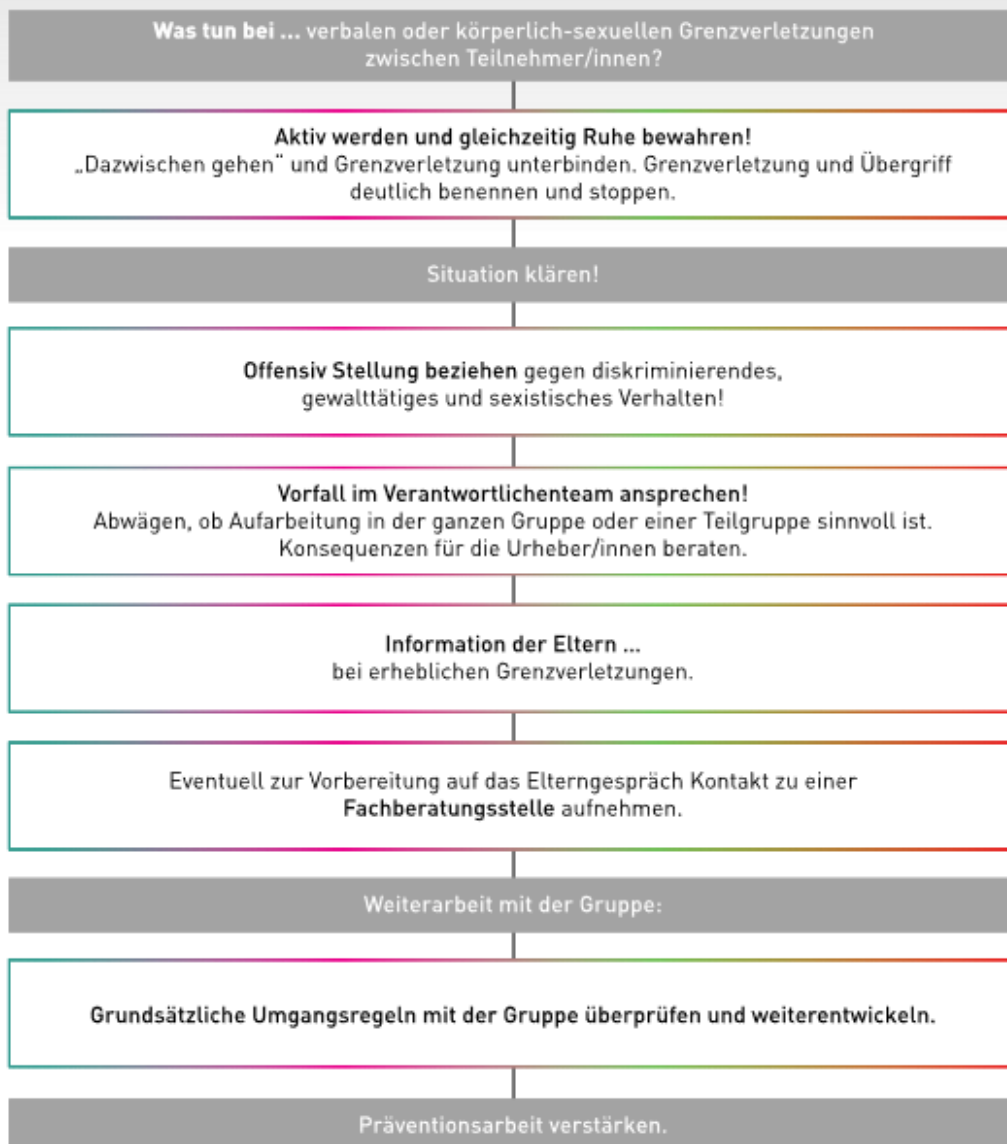 Was tun bei ... verbalen oder körperlich-sexuellen Grenzverletzungen
zwischen Teilnehmer/innen?
Aktiv werden und gleichzeitig Ruhe bewahren!
„Dazwischen gehen“ und Grenzverletzung unterbinden. Grenzverletzung und Übergriff
deutlich benennen und stoppen.
Situation klären!
Offensiv Stellung beziehen gegen diskriminierendes,
gewalttätiges und sexistisches Verhalten!
Vorfall im Verantwortlichenteam ansprechen!
Abwägen, ob Aufarbeitung in der ganzen Gruppe oder einer Teilgruppe sinnvoll ist.
Konsequenzen für die Urheber/innen beraten.
Information der Eltern ...
bei erheblichen Grenzverletzungen.
Eventuell zur Vorbereitung auf das Elterngespräch Kontakt zu einer
Fachberatungsstelle aufnehmen.
Weiterarbeit mit der Gruppe:
Grundsätzliche Umgangsregeln mit der Gruppe überprüfen und weiterentwickeln.
Präventionsarbeit verstärken.